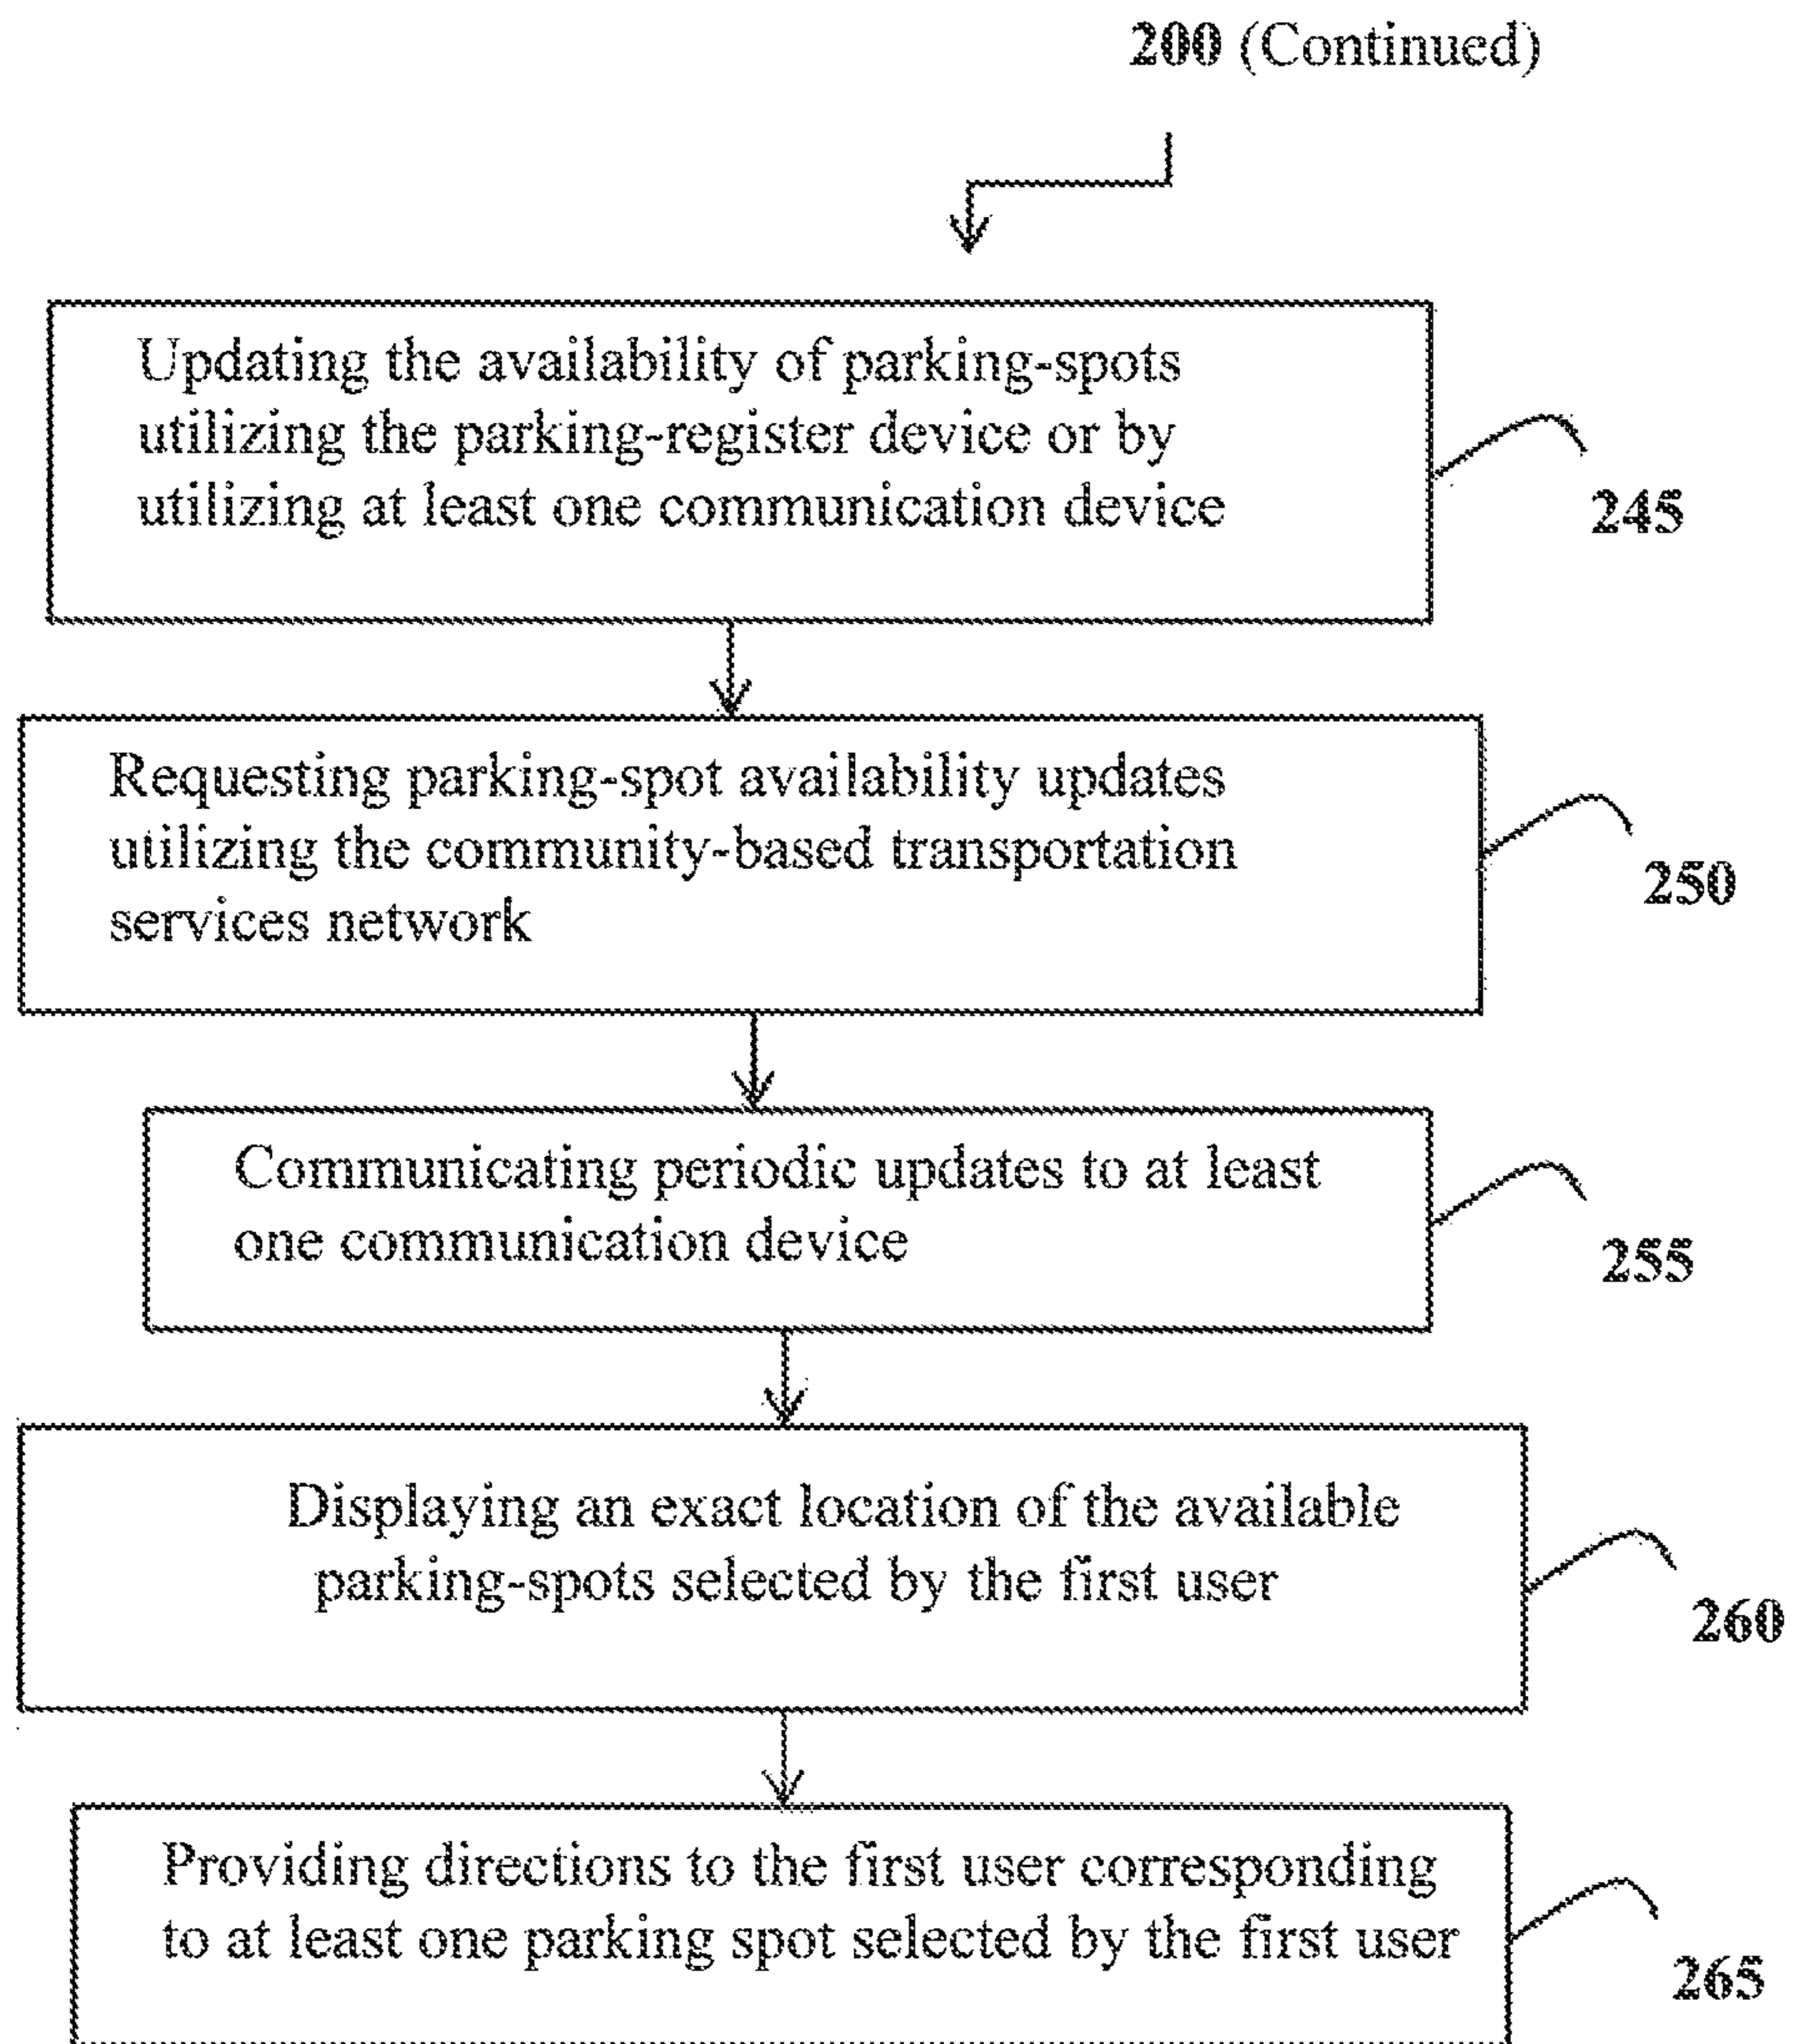 200 (Continued)
Updating the availability of parking-spots
utilizing the parking-register device or by
utilizing at least one communication device
245
Requesting parking-spot availability updates
utilizing the community-based transportation
services network
250
Communicating periodic updates to at least
one communication device
255
Displaying an exact location of the available
parking-spots selected by the first user
260
Providing directions to the first user corresponding
to at least one parking spot selected by the first user
265